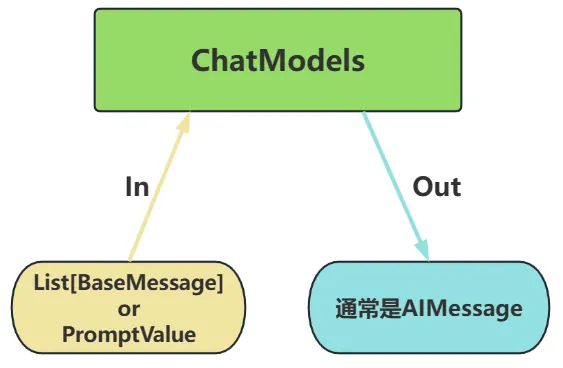 ChatModels
In
Out
List[BaseMessage]
or
PromptValue
通常是AIMessage